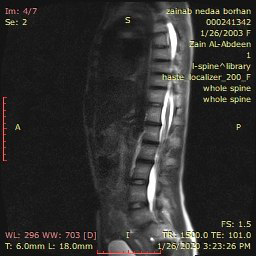 Im: 4/7
Se: 2
zainab nedaa borhan
000241342
1/26/2003 F
Zain AL-Abdeen
1
l-spine^library
haste_localizer_200_F
whole spine
whole spine
S
A
P
I
WL: 296 WW: 703 [D]
T: 6.0mm L: 18.0mm
FS: 1.5
TR: 1500.0 TE: 101.0
1/26/2020 3:23:26 PM